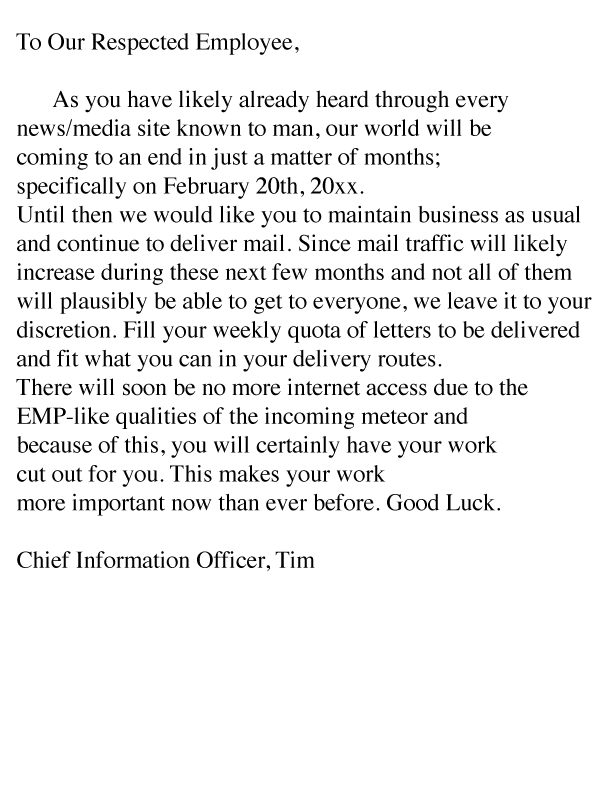 To Our Respected Employee,
As you have likely already heard through every
news/media site known to man, our world will be
coming to an end in just a matter of months;
specifically on February 20th, 20xx.
Until then we would like you to maintain business as usual
and continue to deliver mail. Since mail traffic will likely
increase during these next few months and not all of them
will plausibly be able to get to everyone, we leave it to your
discretion. Fill your weekly quota of letters to be delivered
and fit what you can in your delivery routes.
There will soon be no more internet access due to the
EMP-like qualities of the incoming meteor and
because of this, you will certainly have your work
cut out for you. This makes your work
more important now than ever before. Good Luck.
Chief Information Officer, Tim